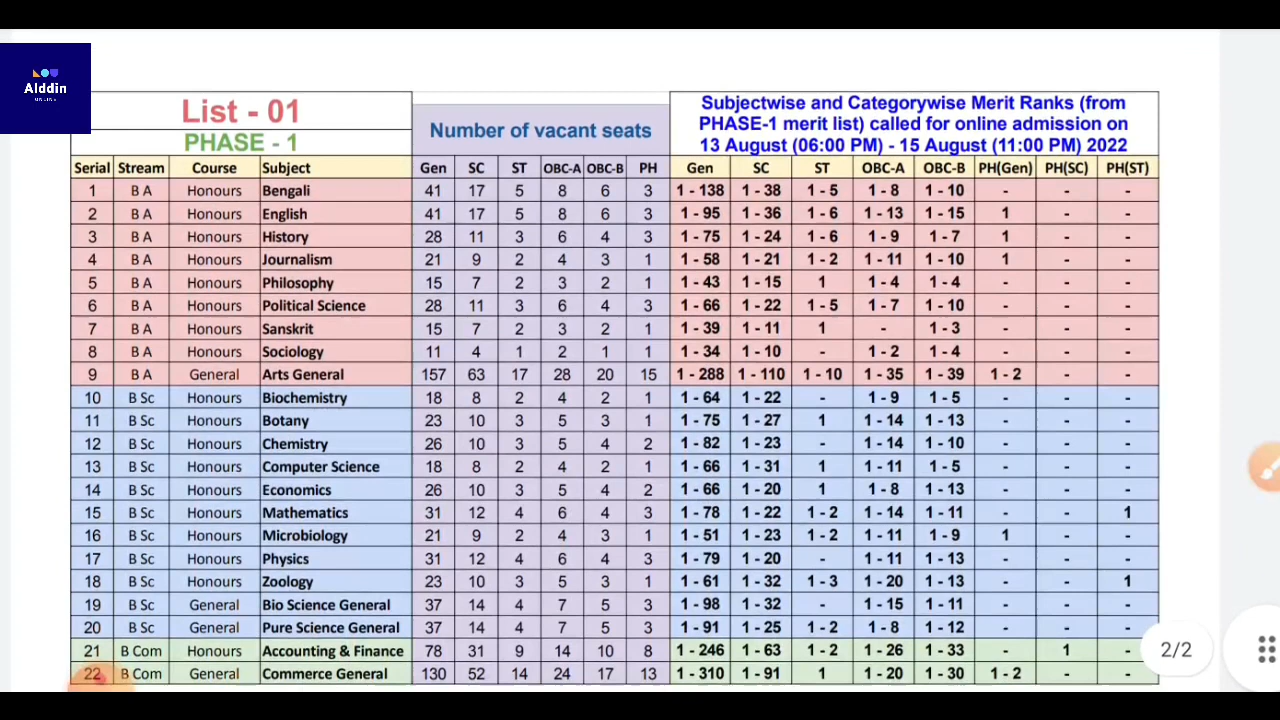 Alddin
ONLINE
List - 01
PHASE - 1
Number of vacant seats
Subjectwise and Categorywise Merit Ranks (from
PHASE-1 merit list) called for online admission on
13 August (06:00 PM) - 15 August (11:00 PM) 2022
Serial Stream Course Subject Gen SC ST OBC-A OBC-B PH Gen SC ST OBC-A OBC-B PH(Gen) PH(SC) PH(ST)
1 B A Honours Bengali 41 17 5 8 6 3 1 - 138 1 - 38 1 - 5 1 - 8 1 - 10 - - -
2 B A Honours English 41 17 5 8 6 3 1 - 95 1 - 36 1 - 6 1 - 13 1 - 15 1 - -
3 B A Honours History 28 11 3 6 4 3 1 - 75 1 - 24 1 - 6 1 - 9 1 - 7 1 - -
4 B A Honours Journalism 21 9 2 4 3 1 1 - 58 1 - 21 1 - 2 1 - 11 1 - 10 1 - -
5 B A Honours Philosophy 15 7 2 3 2 1 1 - 43 1 - 15 1 1 - 4 1 - 4 - - -
6 B A Honours Political Science 28 11 3 6 4 3 1 - 66 1 - 22 1 - 5 1 - 7 1 - 10 - - -
7 B A Honours Sanskrit 15 7 2 3 2 1 1 - 39 1 - 11 1 - 1 - 3 - - -
8 B A Honours Sociology 11 4 1 2 1 1 1 - 34 1 - 10 - 1 - 2 1 - 4 - - -
9 B A General Arts General 157 63 17 28 20 15 1 - 288 1 - 110 1 - 10 1 - 35 1 - 39 1 - 2 - -
10 B Sc Honours Biochemistry 18 8 2 4 2 1 1 - 64 1 - 22 - 1 - 9 1 - 5 - - -
11 B Sc Honours Botany 23 10 3 5 3 1 1 - 75 1 - 27 1 1 - 14 1 - 13 - - -
12 B Sc Honours Chemistry 26 10 3 5 4 2 1 - 82 1 - 23 - 1 - 14 1 - 10 - - -
13 B Sc Honours Computer Science 18 8 2 4 2 1 1 - 66 1 - 31 1 1 - 11 1 - 5 - - -
14 B Sc Honours Economics 26 10 3 5 4 2 1 - 66 1 - 20 1 1 - 8 1 - 13 - - -
15 B Sc Honours Mathematics 31 12 4 6 4 3 1 - 78 1 - 22 1 - 2 1 - 14 1 - 11 - - 1
16 B Sc Honours Microbiology 21 9 2 4 3 1 1 - 51 1 - 23 1 - 2 1 - 11 1 - 9 1 - -
17 B Sc Honours Physics 31 12 4 6 4 3 1 - 79 1 - 20 - 1 - 11 1 - 13 - - -
18 B Sc Honours Zoology 23 10 3 5 3 1 1 - 61 1 - 32 1 - 3 1 - 20 1 - 13 - - 1
19 B Sc General Bio Science General 37 14 4 7 5 3 1 - 98 1 - 32 - 1 - 15 1 - 11 - - -
20 B Sc General Pure Science General 37 14 4 7 5 3 1 - 91 1 - 25 1 - 2 1 - 8 1 - 12 - - -
21 B Com Honours Accounting & Finance 78 31 9 14 10 8 1 - 246 1 - 63 1 - 2 1 - 26 1 - 33 - 1 -
22 B Com General Commerce General 130 52 14 24 17 13 1 - 310 1 - 91 1 1 - 20 1 - 30 1 - 2 - -
2/2